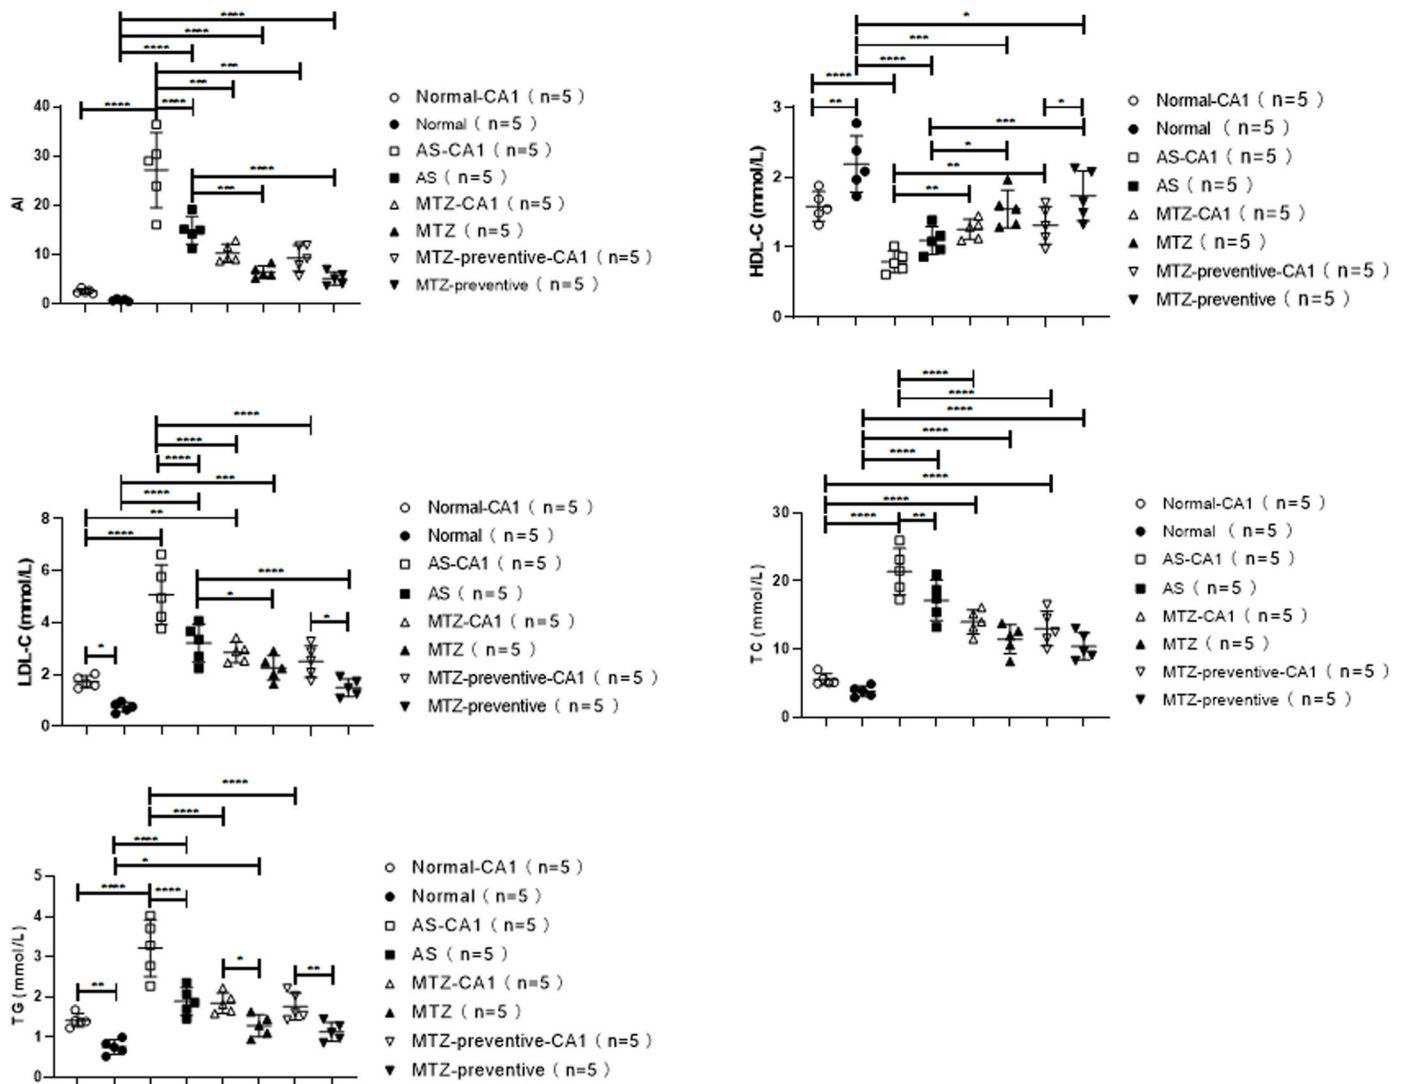 ****
****
****
***
***
**** ****
****
***
AI
40
30
20
10
0
Normal-CA1 ( n=5 )
Normal ( n=5 )
AS-CA1 ( n=5 )
AS ( n=5 )
MTZ-CA1 ( n=5 )
MTZ ( n=5 )
MTZ-preventive-CA1 ( n=5 )
MTZ-preventive ( n=5 )
*
***
****
****
** *
***
*
**
**
HDL-C (mmol/L)
3
2
1
0
Normal-CA1 ( n=5 )
Normal ( n=5 )
AS-CA1 ( n=5 )
AS ( n=5 )
MTZ-CA1 ( n=5 )
MTZ ( n=5 )
MTZ-preventive-CA1 ( n=5 )
MTZ-preventive ( n=5 )
****
****
****
***
****
**
****
****
*
*
*
LDL-C (mmol/L)
8
6
4
2
0
Normal-CA1 ( n=5 )
Normal ( n=5 )
AS-CA1 ( n=5 )
AS ( n=5 )
MTZ-CA1 ( n=5 )
MTZ ( n=5 )
MTZ-preventive-CA1 ( n=5 )
MTZ-preventive ( n=5 )
****
****
****
****
****
****
****
**** **
TC (mmol/L)
30
20
10
0
Normal-CA1 ( n=5 )
Normal ( n=5 )
AS-CA1 ( n=5 )
AS ( n=5 )
MTZ-CA1 ( n=5 )
MTZ ( n=5 )
MTZ-preventive-CA1 ( n=5 )
MTZ-preventive ( n=5 )
****
****
****
*
**** ****
*
**
**
TG (mmol/L)
5
4
3
2
1
0
Normal-CA1 ( n=5 )
Normal ( n=5 )
AS-CA1 ( n=5 )
AS ( n=5 )
MTZ-CA1 ( n=5 )
MTZ ( n=5 )
MTZ-preventive-CA1 ( n=5 )
MTZ-preventive ( n=5 )